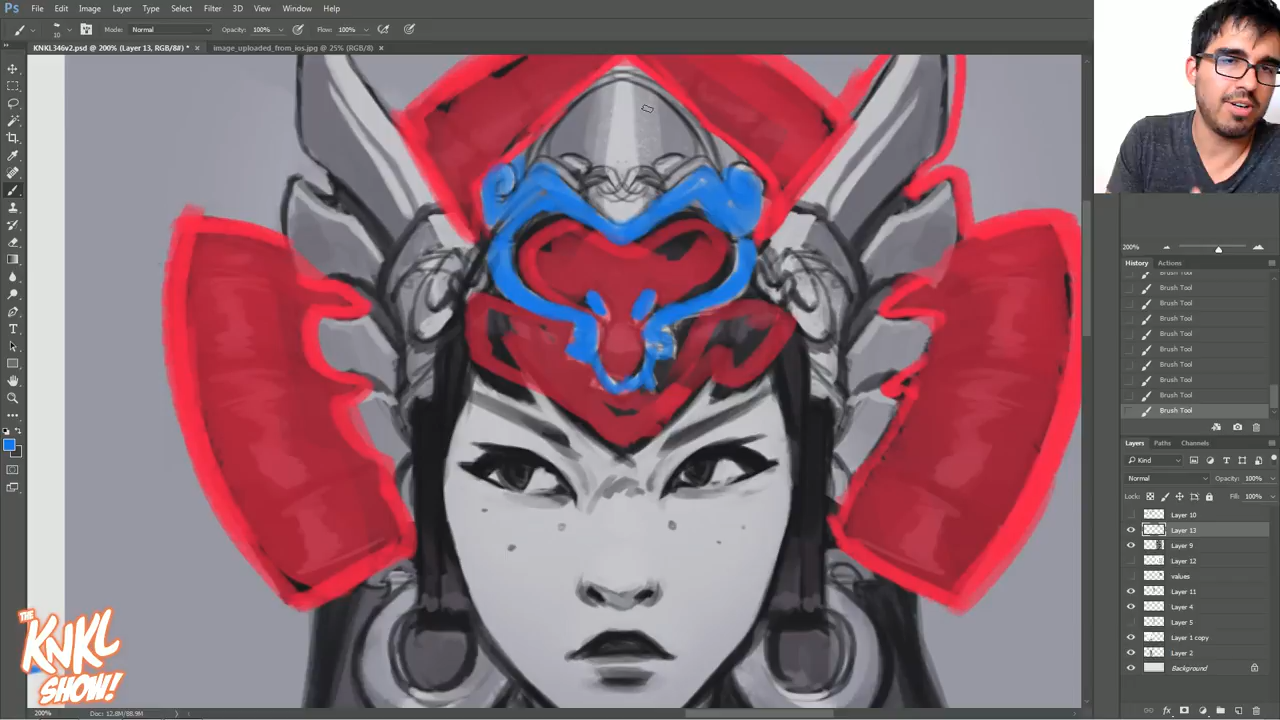 Ps File Edit Image Layer Type Select Filter 3D View Window Help
10 Mode: Normal Opacity: 100% Flow: 100%
KNKL346v2.psd @ 200% (Layer 13, RGB/8#) * × image_uploaded_from_ios.jpg @ 25% (RGB/8) ×
200%
History Actions
Brush Tool
Brush Tool
Brush Tool
Brush Tool
Brush Tool
Brush Tool
Brush Tool
Brush Tool
Brush Tool
Brush Tool
Layers Paths Channels
Kind
Normal Opacity: 100%
Lock: Fill: 100%
Layer 10
Layer 13
Layer 9
Layer 12
values
Layer 11
Layer 4
Layer 5
Layer 1 copy
Layer 2
Background
THE
KNKL
SHOW!
200% Doc: 12.8M/88.9M